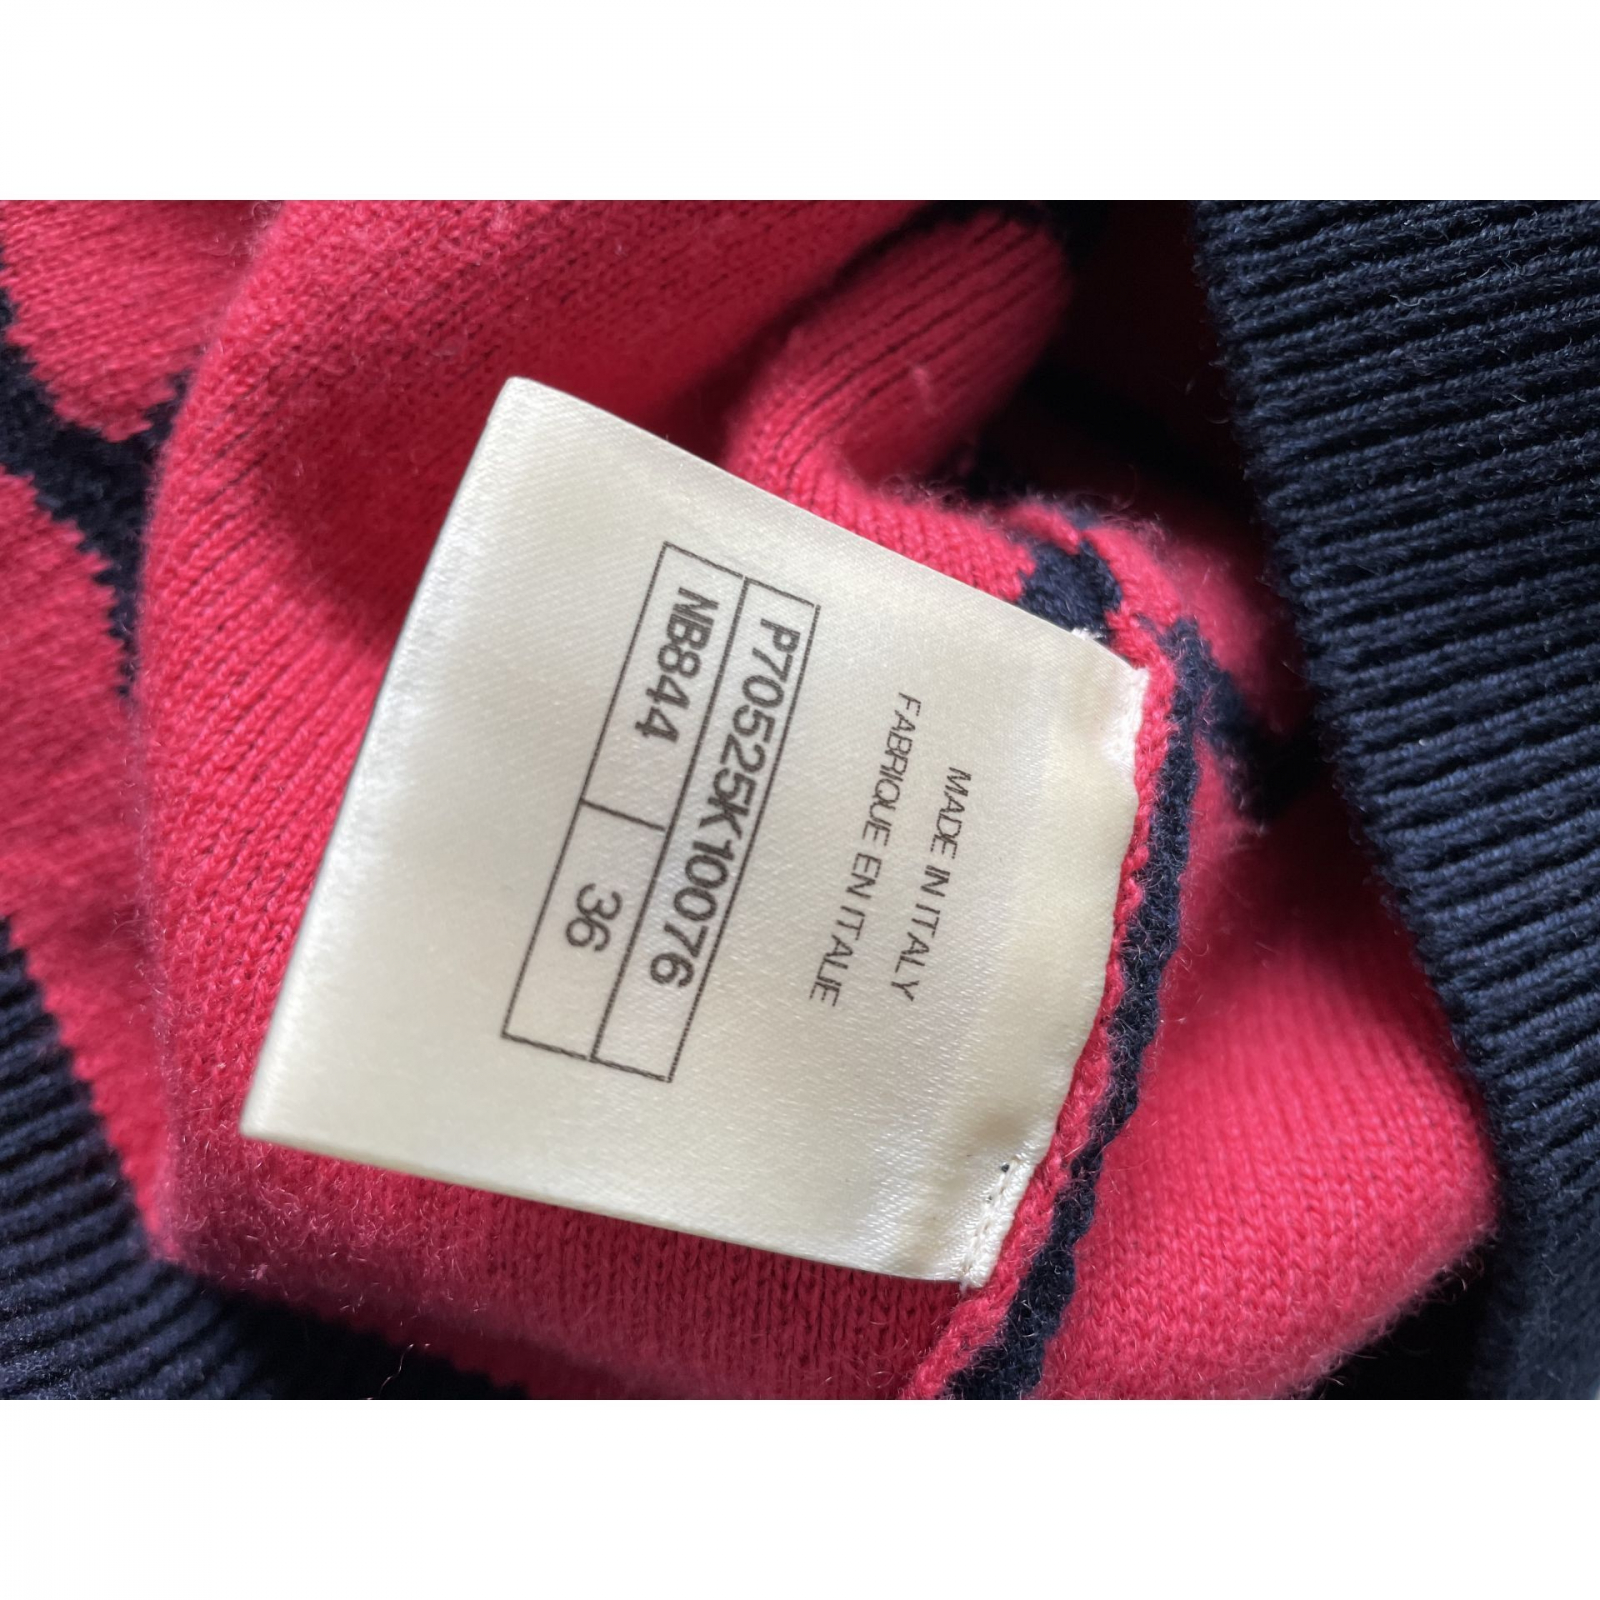 MADE IN ITALY
FABRIQUE EN ITALIE
P70525K10076
NB844 36